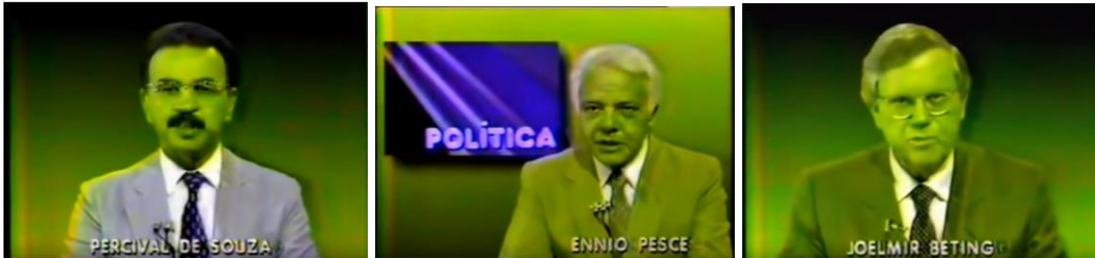 PERCIVAL DE SOUZA
POLÍTICA
ENNIO PESCE
JOELMIR BETING